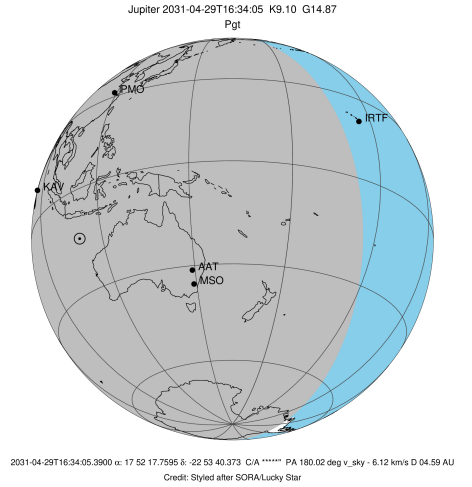 Jupiter 2031-04-29T16:34:05 K9.10 G14.87
Pgt
PMO
IRTF
KAV
AAT
MSO
2031-04-29T16:34:05.3900 α: 17 52 17.7595 δ: -22 53 40.373 C/A *****" PA 180.02 deg v_sky - 6.12 km/s D 04.59 AU
Credit: Styled after SORA/Lucky Star